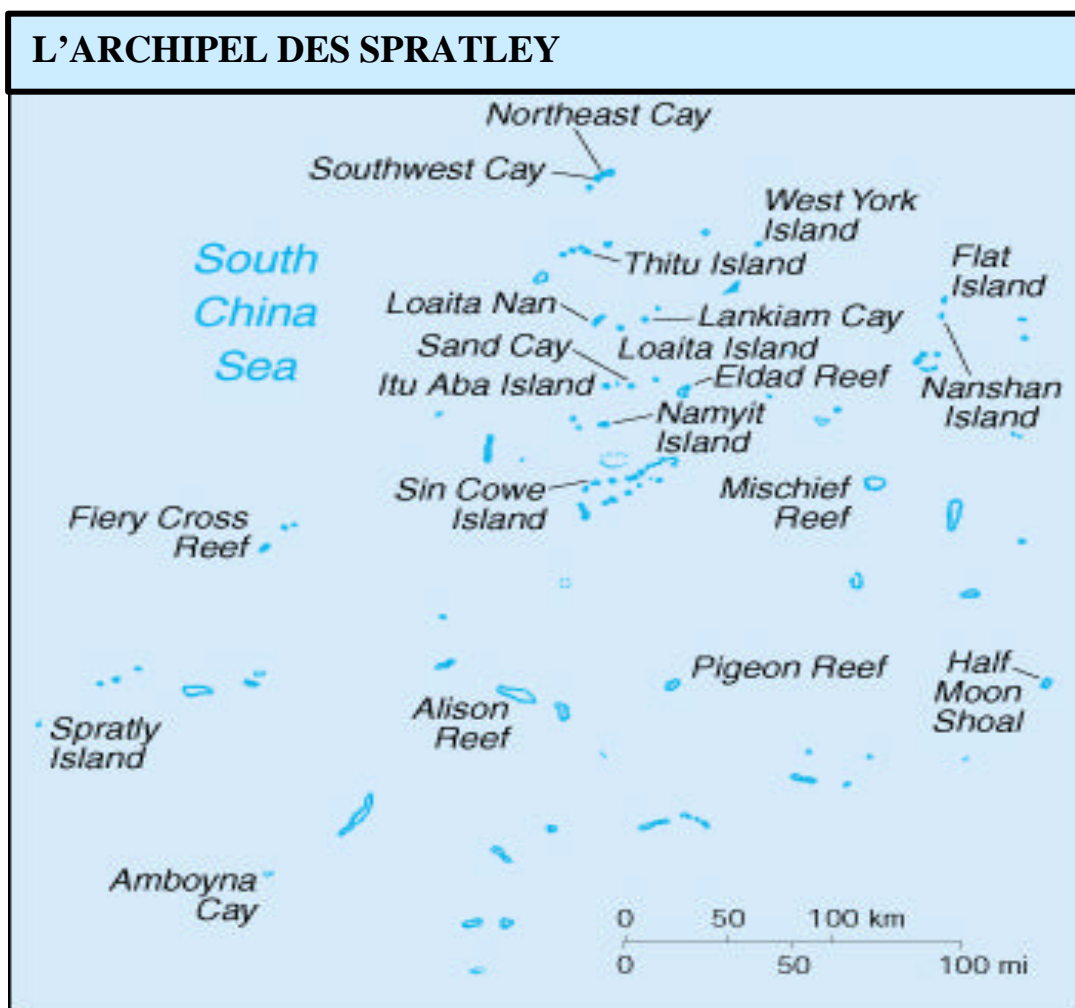 L’ARCHIPEL DES SPRATLEY
Northeast Cay
Southwest Cay
West York
Island
South
China
Sea
Thitu Island
Flat
Island
Loaita Nan
Lankiam Cay
Sand Cay
Loaita Island
Itu Aba Island
Eldad Reef
Nanshan
Island
Namyit
Island
Sin Cowe
Island
Mischief
Reef
Fiery Cross
Reef
Pigeon Reef
Half
Moon
Shoal
Alison
Reef
Spratly
Island
Amboyna
Cay
0 50 100 km
0 50 100 mi